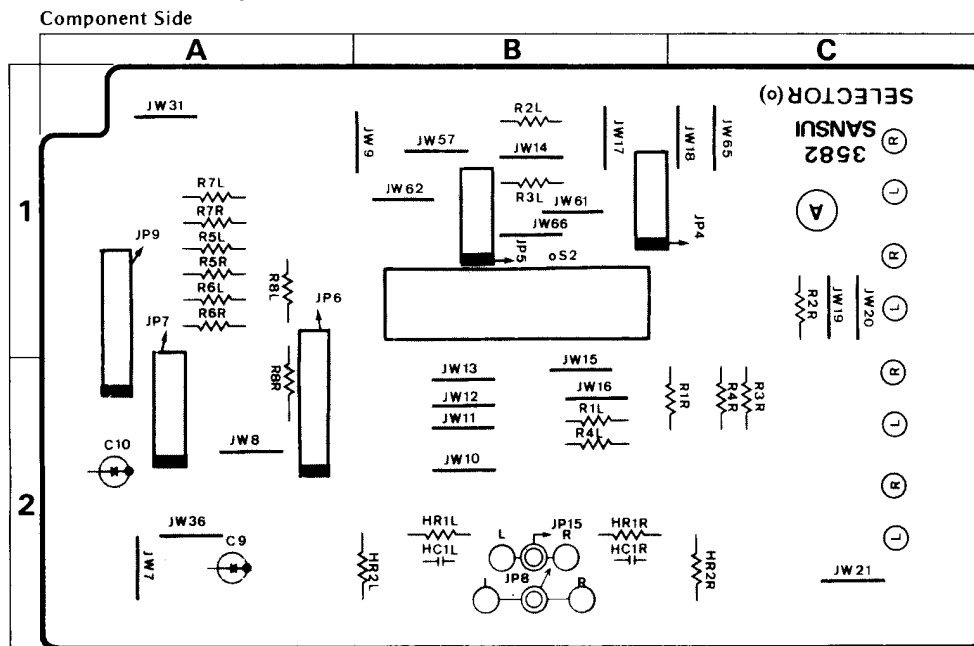 Component Side
A B C
1
2
JW31
JW9
JW57
R2L
JW14
R3L
JW17
JW18
JW65
SELECTOR(o)
SANSUI
3582
A
R7L
R7R
R5L
R5R
R6L
R6R
JP9
JP7
R8L
JP6
JW62
JW61
JW66
JP5
oS2
JP4
R2R
JW19
JW20
R
L
R
L
R
L
R
L
R8R
JW13
JW12
JW11
JW10
JW15
JW16
R1L
R4L
R1R
R4R
R3R
C10
JW8
JW36
C9
JW7
HR2L
HR1L
HC1L
L
JP15
R
JP8
L
R
HR1R
HC1R
HR2R
JW21